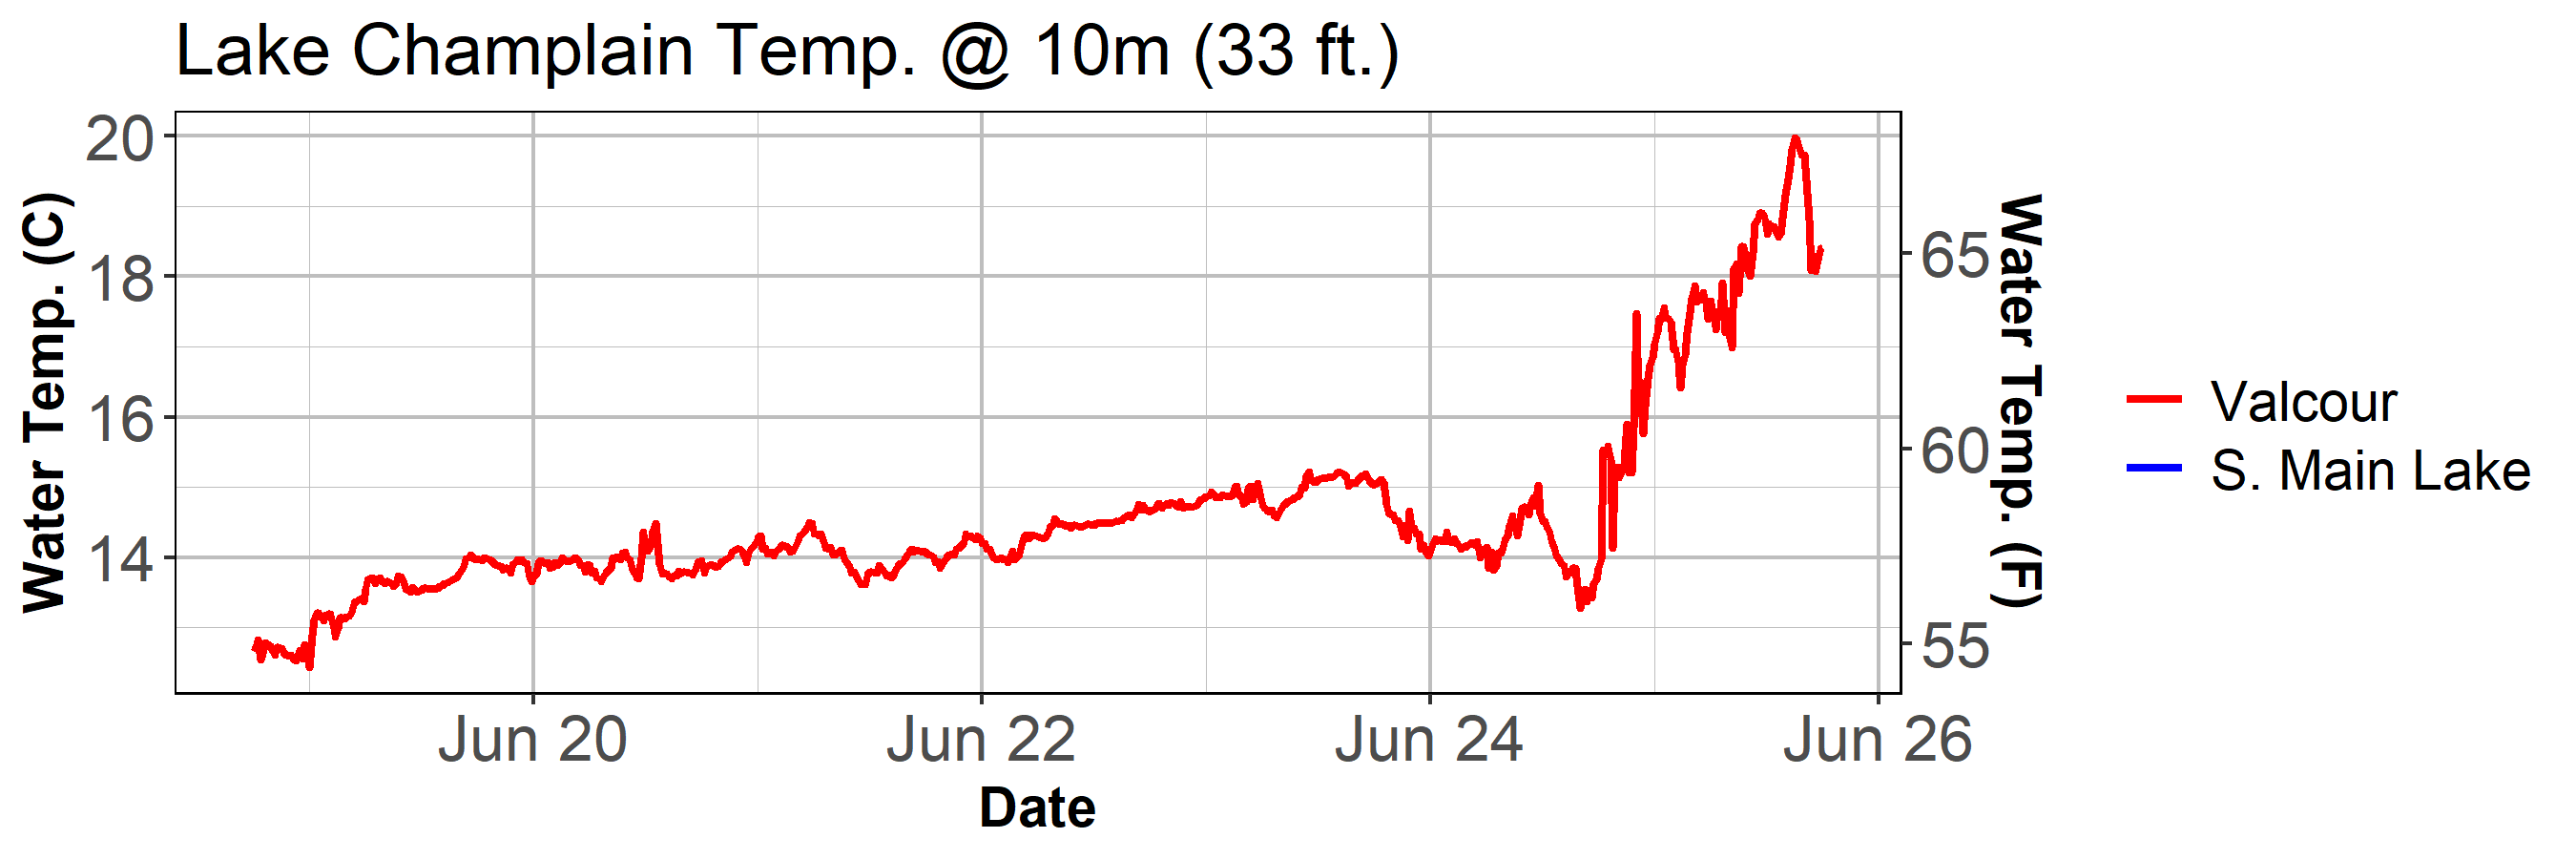 Lake Champlain Temp. @ 10m (33 ft.)
Water Temp. (C)
20
18
16
14
65
60
55
Water Temp. (F)
Jun 20
Jun 22
Jun 24
Jun 26
Date
Valcour
S. Main Lake